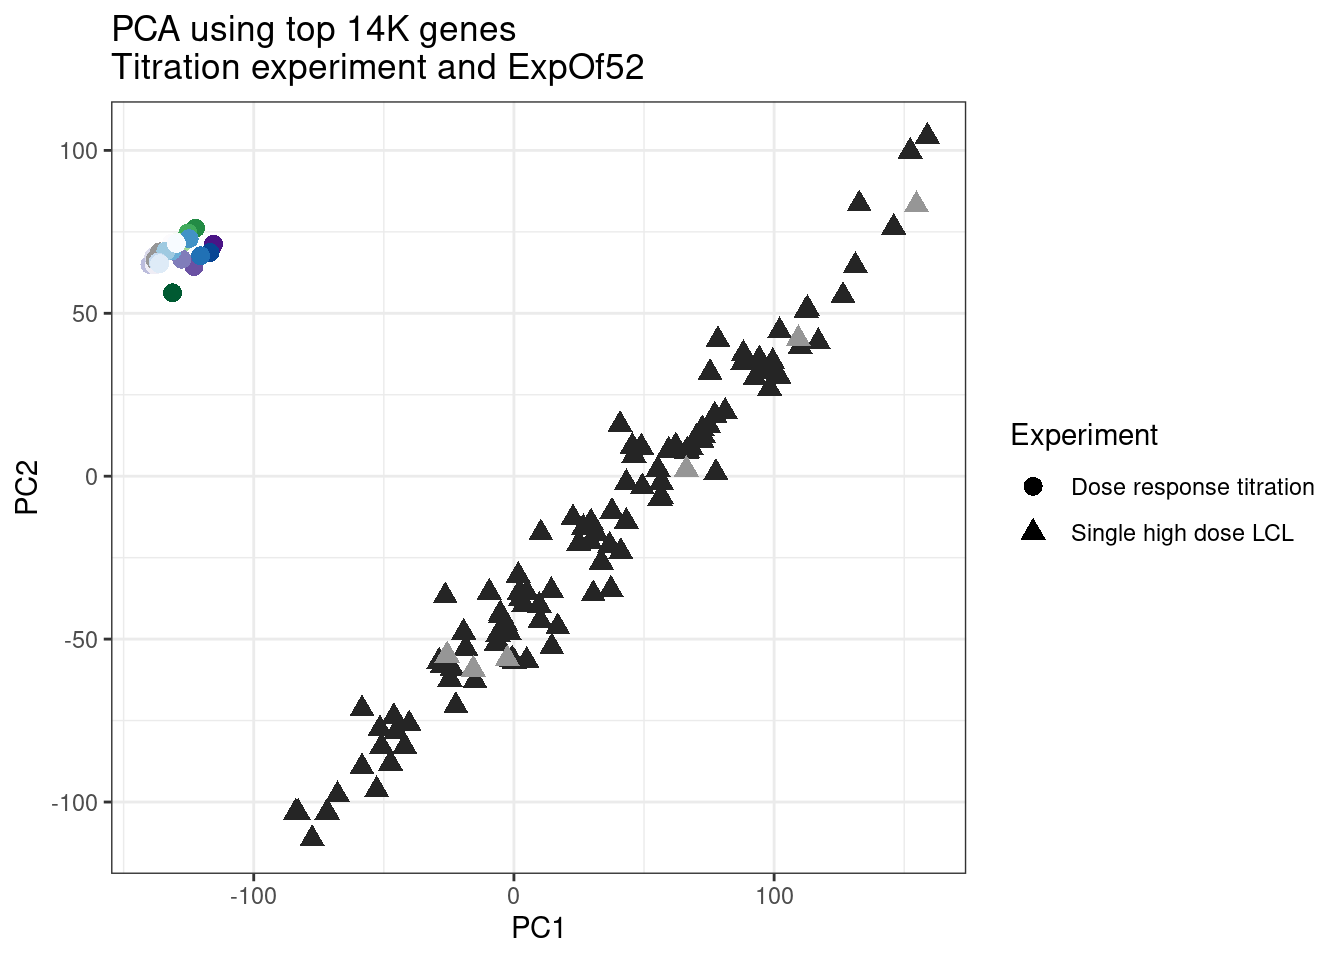 PCA using top 14K genes
Titration experiment and ExpOf52
100
50
0
-50
-100
PC2
-100
0
100
PC1
Experiment
Dose response titration
Single high dose LCL